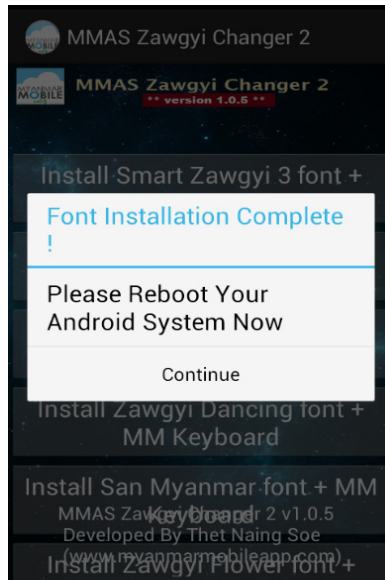 MMAS Zawgyi Changer 2
MYANMAR
MOBILE
MMAS Zawgyi Changer 2
** version 1.0.5 **
Install Smart Zawgyi 3 font +
Font Installation Complete
!
Please Reboot Your
Android System Now
Continue
Install Zawgyi Dancing font +
MM Keyboard
Install San Myanmar font + MM
Keyboard
MMAS Zawgyi Changer 2 v1.0.5
Developed By Thet Naing Soe
(www.myanmarmobileapp.com)
Install Zawgyi Flower font +